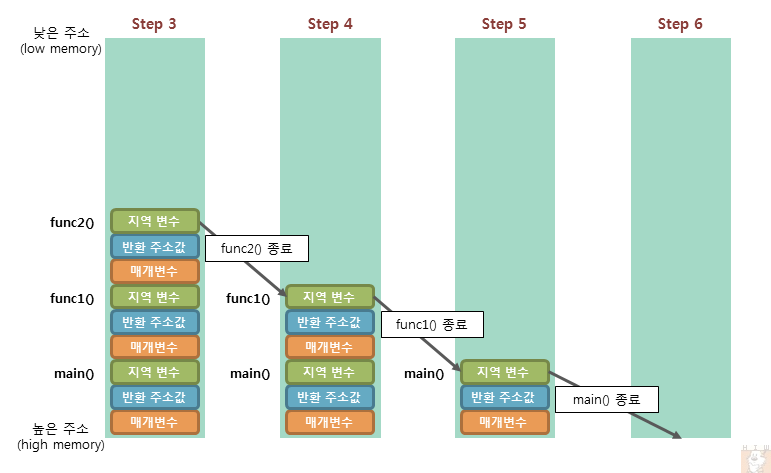 Step 3
Step 4
Step 5
Step 6
낮은 주소
(low memory)
func2()
지역 변수
반환 주소값
매개변수
func2() 종료
func1()
지역 변수
반환 주소값
매개변수
func1()
지역 변수
반환 주소값
매개변수
func1() 종료
main()
지역 변수
반환 주소값
매개변수
main()
지역 변수
반환 주소값
매개변수
main()
지역 변수
반환 주소값
매개변수
main() 종료
높은 주소
(high memory)